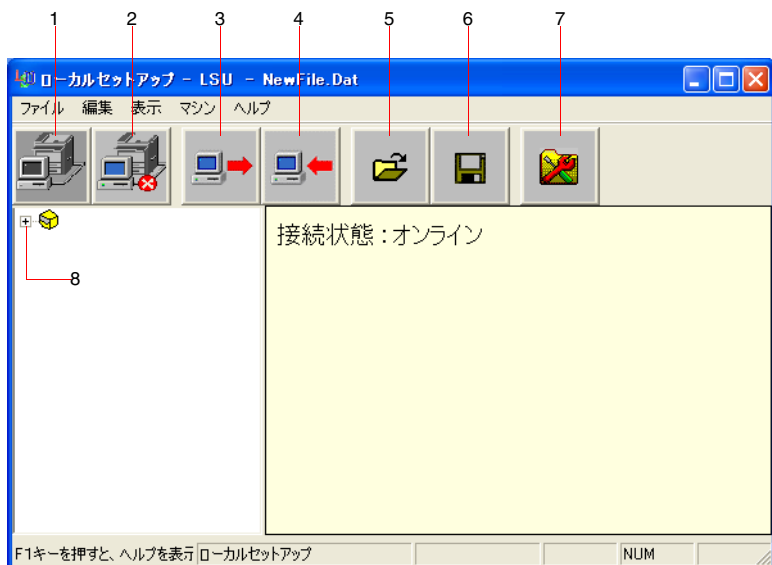 1 2 3 4 5 6 7
ローカルセットアップ - LSU - NewFile.Dat
ファイル 編集 表示 マシン ヘルプ
接続状態：オンライン
8
F1キーを押すと、ヘルプを表示 ローカルセットアップ NUM